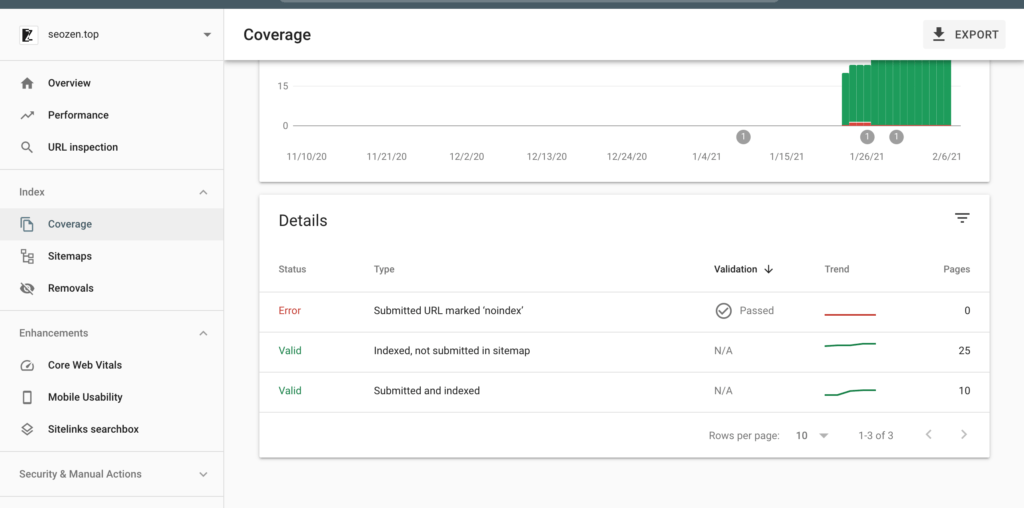 seozen.top
Coverage
EXPORT
Overview
Performance
URL inspection
Index
Coverage
Sitemaps
Removals
Enhancements
Core Web Vitals
Mobile Usability
Sitelinks searchbox
Security & Manual Actions
15
0
1 1 1
11/10/20 11/21/20 12/2/20 12/13/20 12/24/20 1/4/21 1/15/21 1/26/21 2/6/21
Details
Status Type Validation Trend Pages
Error Submitted URL marked ‘noindex’ Passed 0
Valid Indexed, not submitted in sitemap N/A 25
Valid Submitted and indexed N/A 10
Rows per page: 10 1-3 of 3